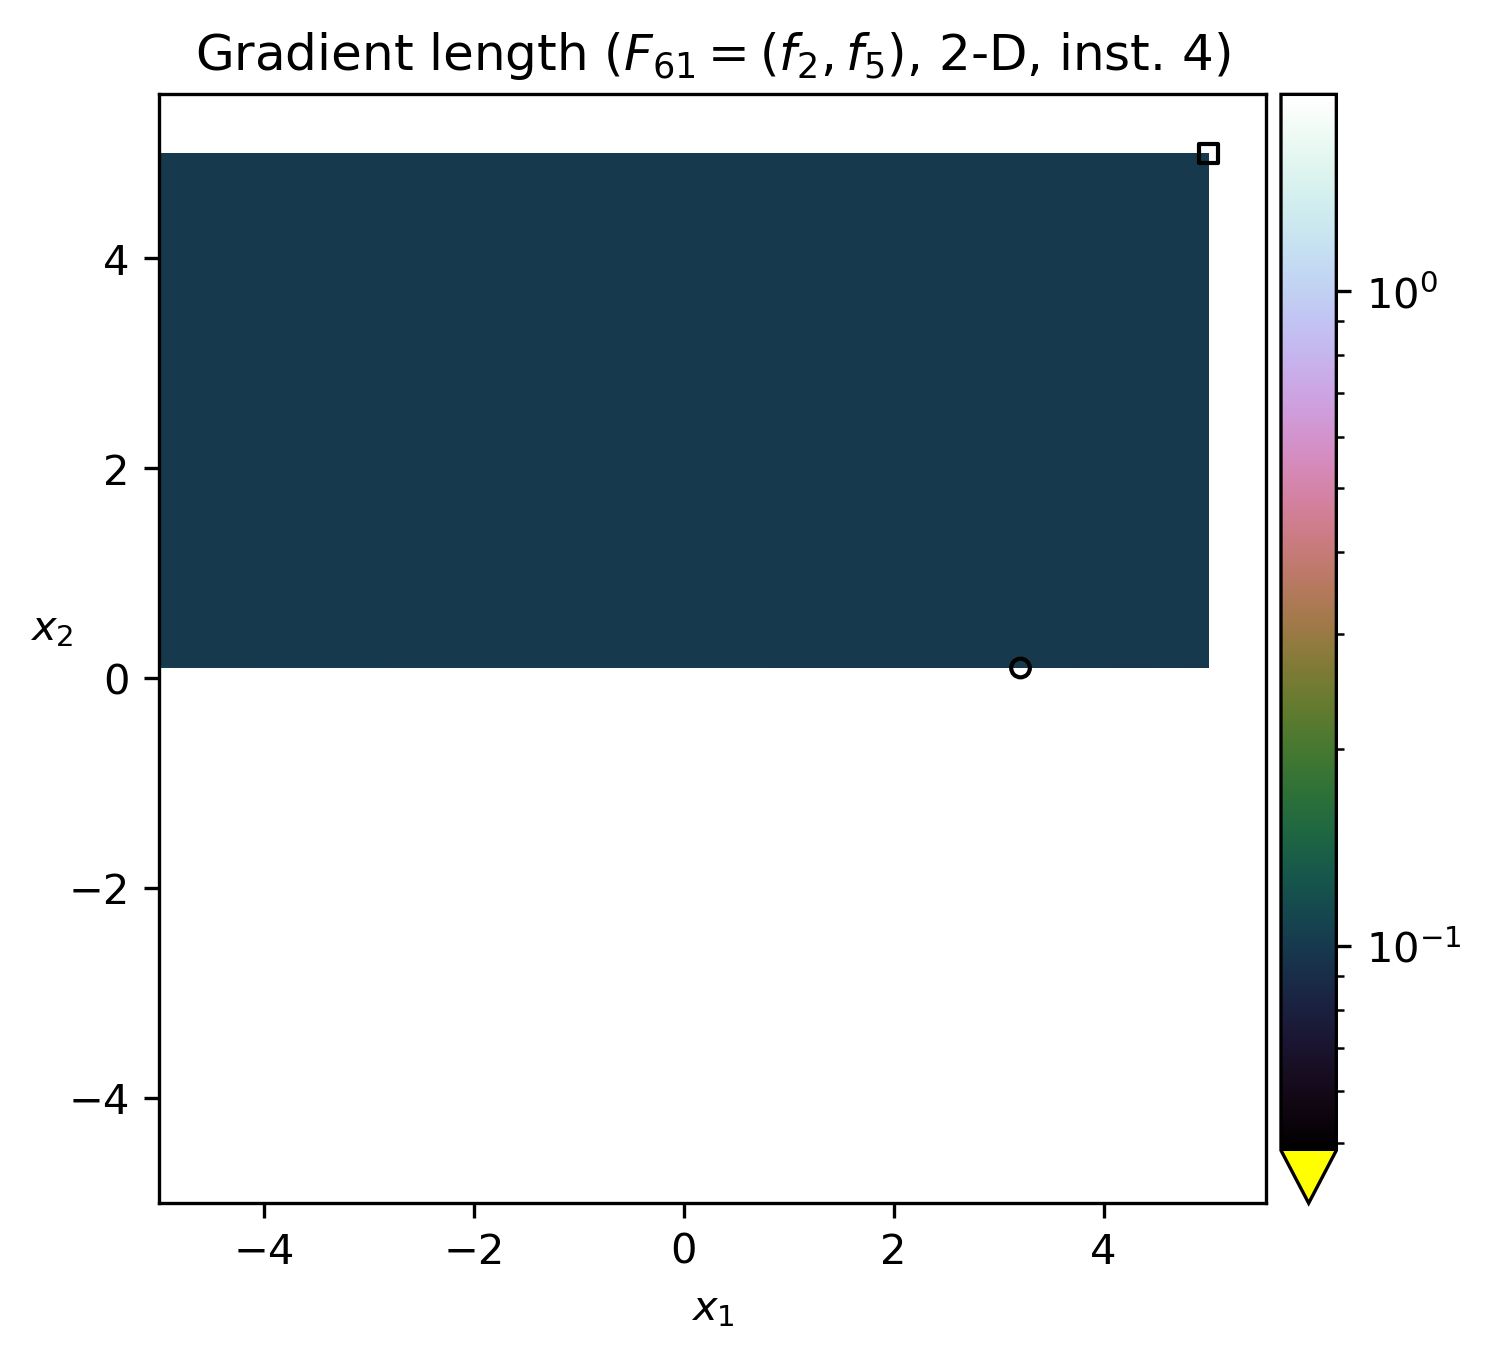 Gradient length (F₆₁ = (f₂, f₅), 2-D, inst. 4)
4
2
0
−2
−4
x₂
−4 −2 0 2 4
x₁
10⁰
10⁻¹